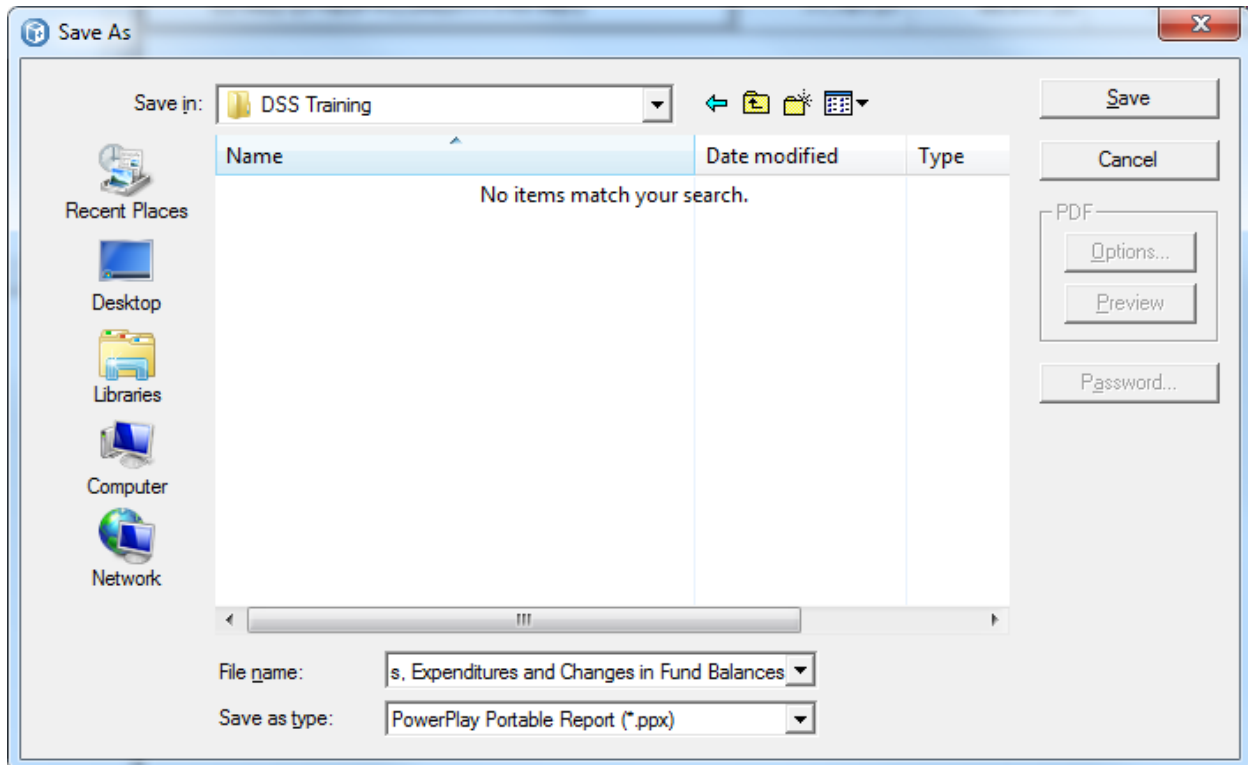 Save As
X
Save in:
DSS Training
Save
Name
Date modified
Type
Cancel
No items match your search.
Recent Places
PDF
Options...
Preview
Desktop
Password...
Libraries
Computer
Network
File name:
s, Expenditures and Changes in Fund Balances
Save as type:
PowerPlay Portable Report (*.ppx)